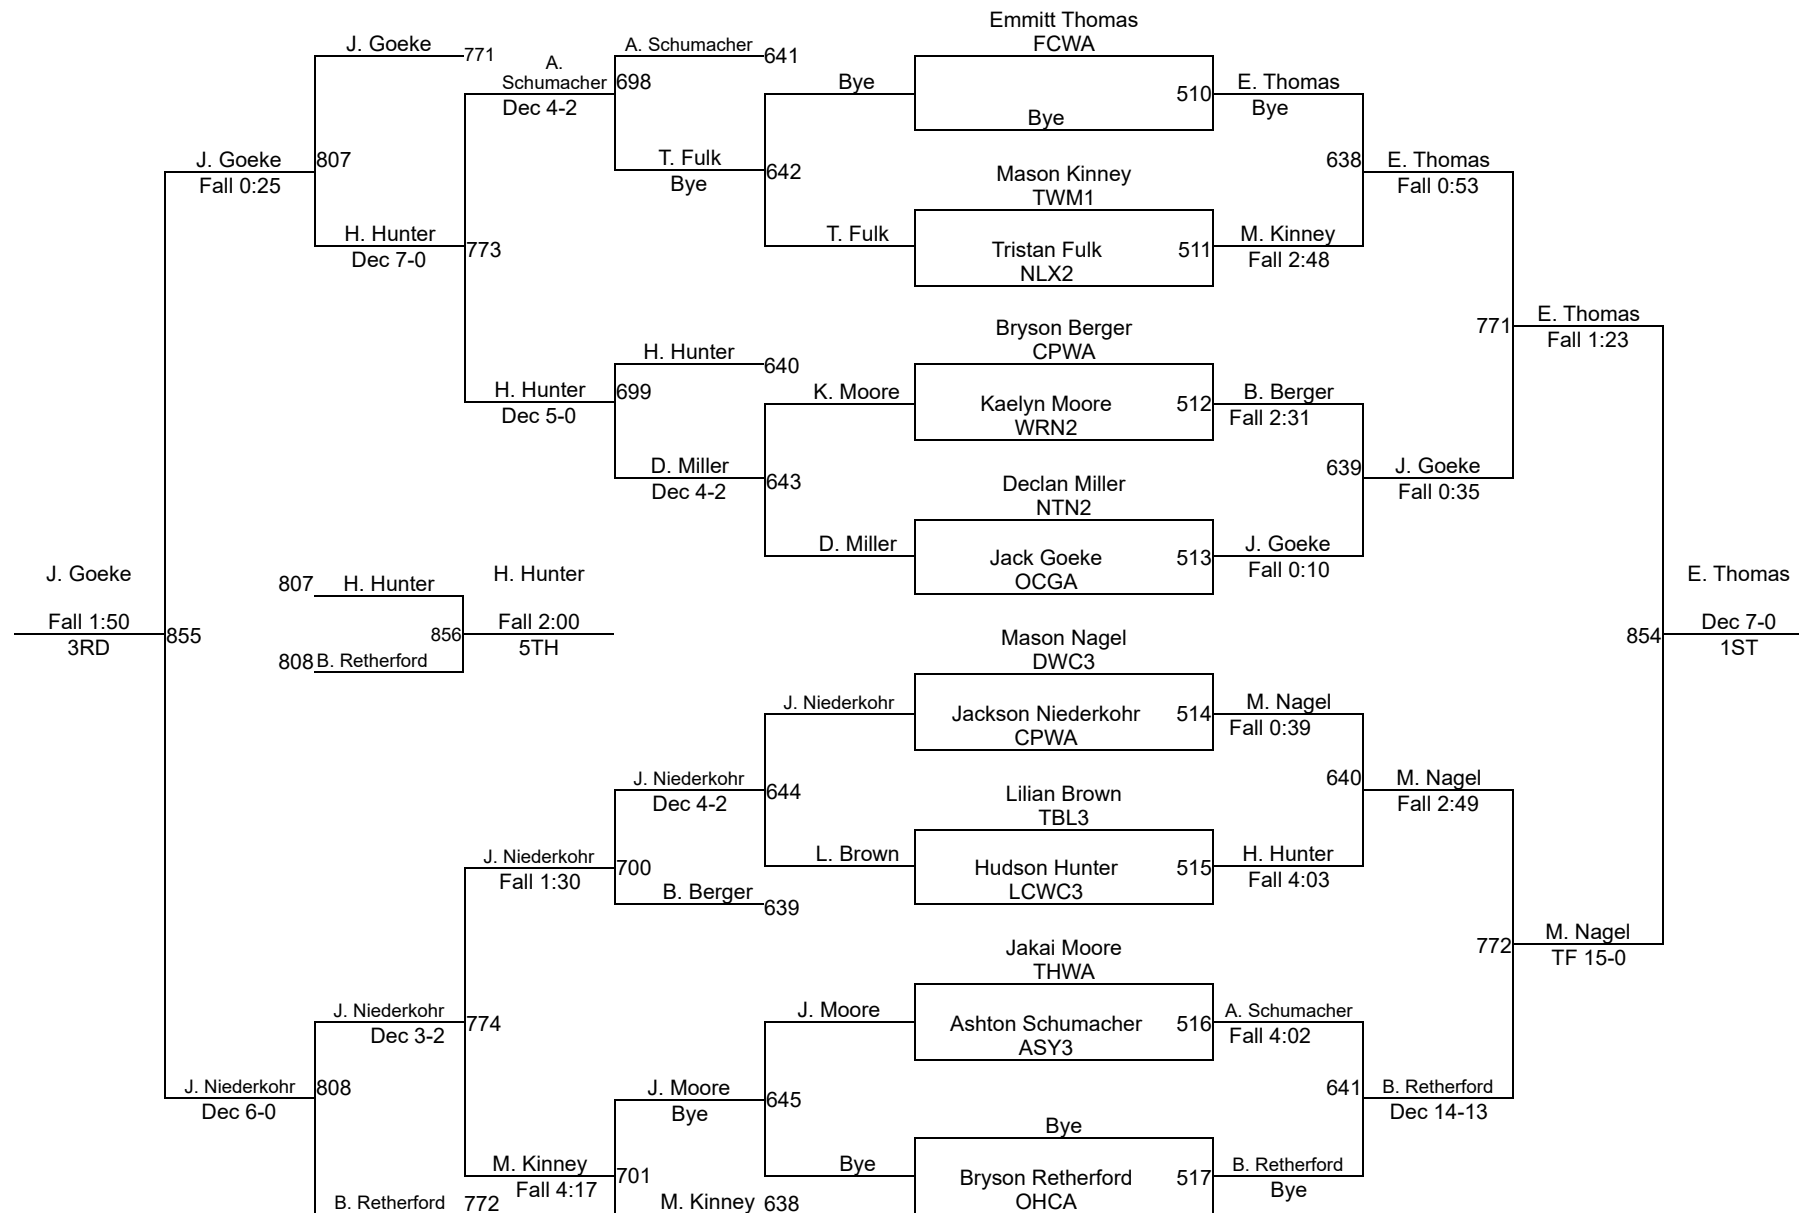 Emmitt Thomas
FCWA
J. Goeke
771
A. Schumacher
641
A.
Schumacher
698
Dec 4-2
Bye
510
E. Thomas
Bye
Bye
T. Fulk
642
Bye
638
E. Thomas
Fall 0:53
J. Goeke
807
Fall 0:25
Mason Kinney
TWM1
H. Hunter
773
Dec 7-0
T. Fulk
Tristan Fulk
NLX2
511
M. Kinney
Fall 2:48
771
E. Thomas
Fall 1:23
Bryson Berger
CPWA
H. Hunter
640
H. Hunter
699
Dec 5-0
K. Moore
Kaelyn Moore
WRN2
512
B. Berger
Fall 2:31
D. Miller
643
Dec 4-2
639
J. Goeke
Fall 0:35
Declan Miller
NTN2
D. Miller
Jack Goeke
OCGA
513
J. Goeke
Fall 0:10
J. Goeke
Fall 1:50
3RD
855
807
H. Hunter
808
B. Retherford
856
H. Hunter
Fall 2:00
5TH
E. Thomas
854
Dec 7-0
1ST
Mason Nagel
DWC3
J. Niederkohr
Jackson Niederkohr
CPWA
514
M. Nagel
Fall 0:39
J. Niederkohr
644
Dec 4-2
640
M. Nagel
Fall 2:49
Lilian Brown
TBL3
L. Brown
Hudson Hunter
LCWC3
515
H. Hunter
Fall 4:03
J. Niederkohr
700
Fall 1:30
B. Berger
639
772
M. Nagel
TF 15-0
Jakai Moore
THWA
J. Niederkohr
774
Dec 3-2
J. Moore
Ashton Schumacher
ASY3
516
A. Schumacher
Fall 4:02
J. Niederkohr
808
Dec 6-0
J. Moore
645
Bye
641
B. Retherford
Dec 14-13
Bye
Bye
Bryson Retherford
OHCA
517
B. Retherford
Bye
M. Kinney
701
Fall 4:17
B. Retherford
772
M. Kinney
638